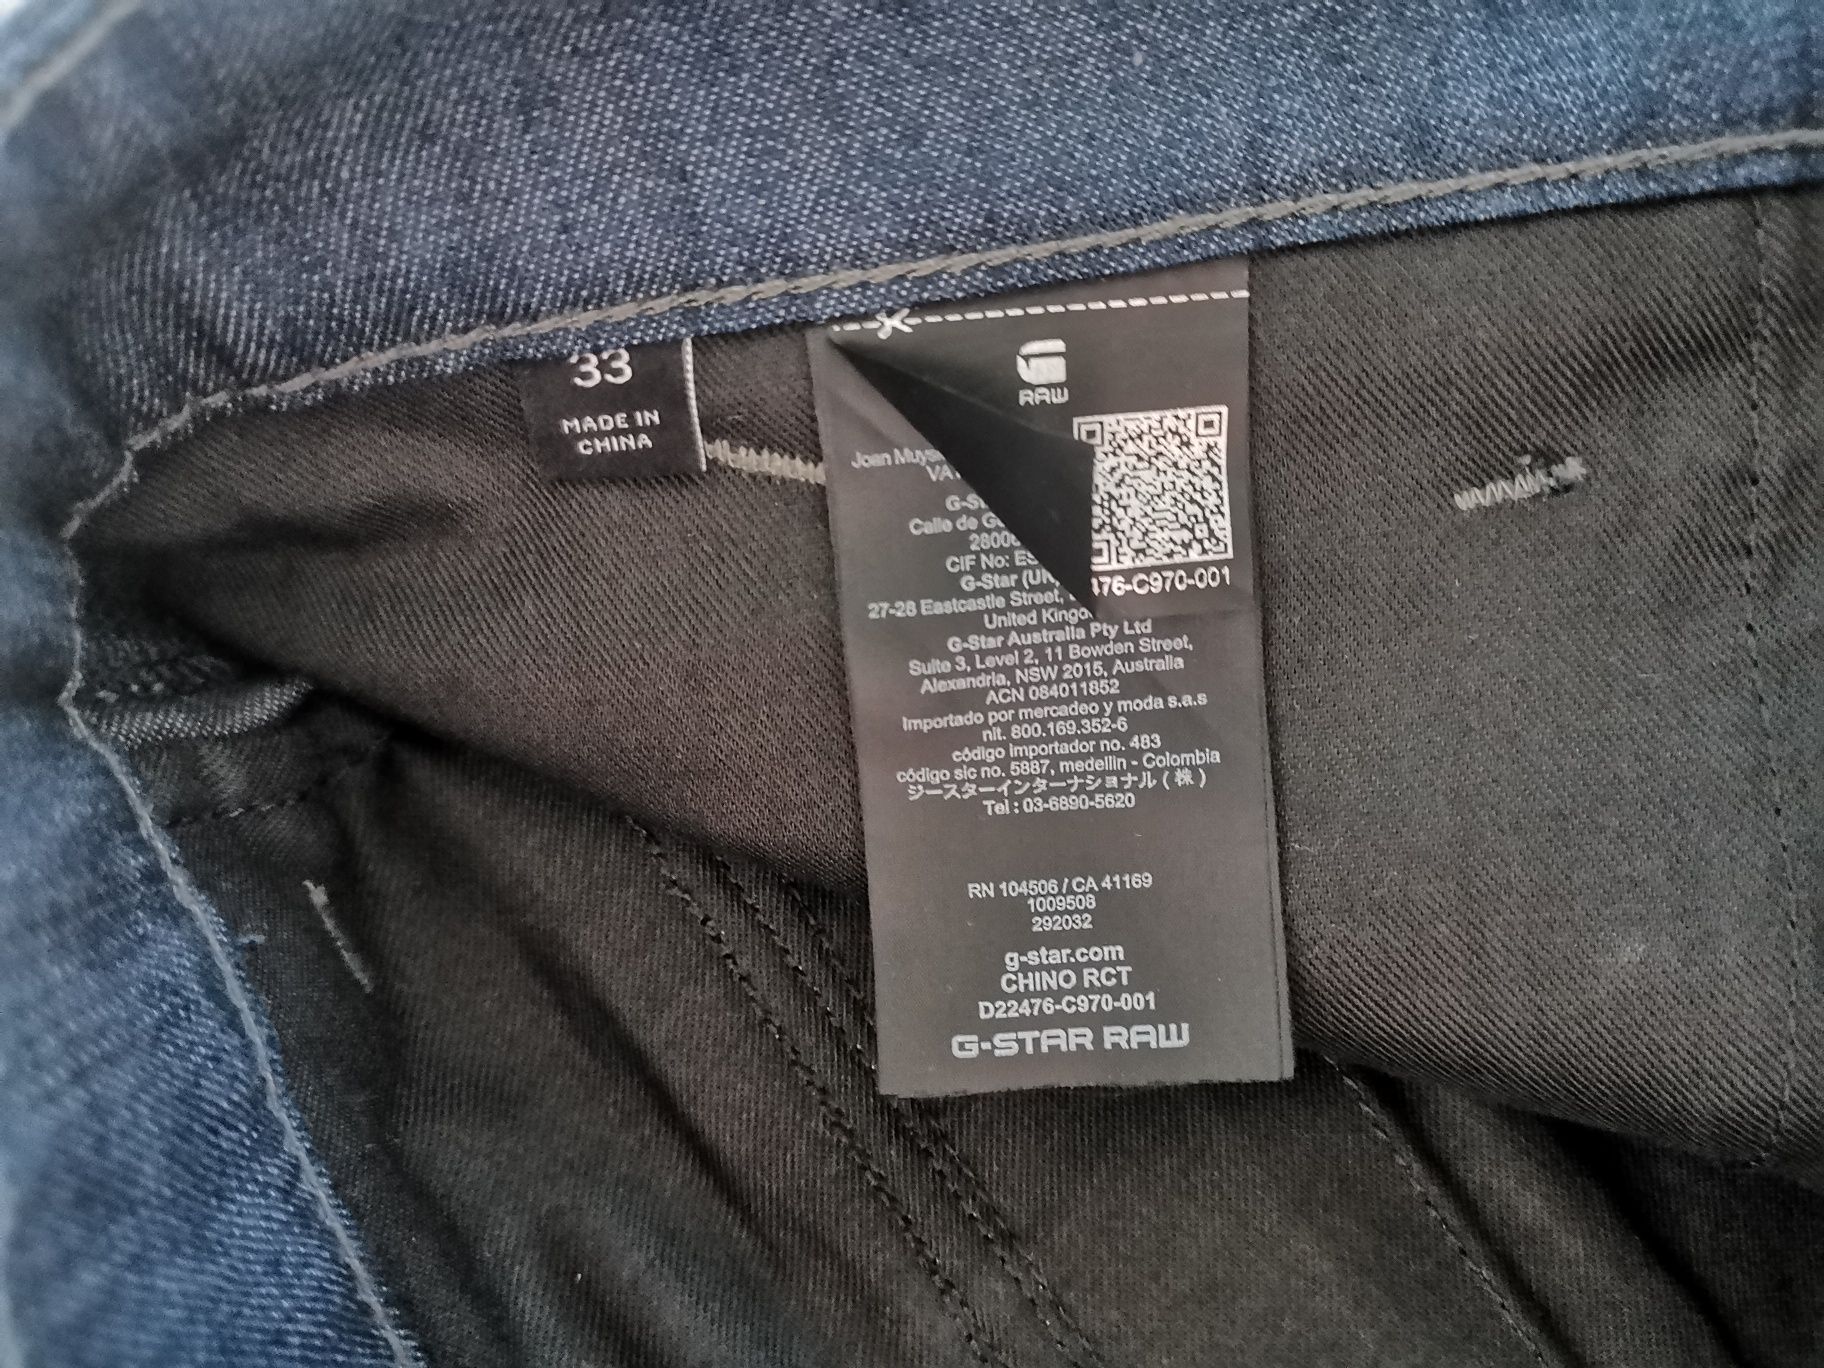 33
MADE IN
CHINA
RAW
76-C970-001
Joan
VA
Calle de
CIF No:
G-Star (UK
27-28 Eastcastle Street,
United
G-Star Australia Pty Ltd
Suite 3, Level 2, 11 Bowden Street,
Alexandria, NSW 2015, Australia
ACN 084011852
Importado por mercadeo y moda s.a.s
nit. 800.169.352-6
código importador no. 483
código sic no. 5887, medellin - Colombia
ジースターインターナショナル(株)
Tel : 03-6890-5620
RN 104506 / CA 41169
1009508
292032
g-star.com
CHINO RCT
D22476-C970-001
G-STAR RAW